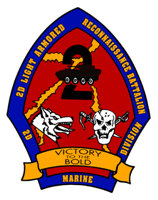 2D LIGHT ARMORED
RECONNAISSANCE BATTALION
2
VICTORY
TO THE
BOLD
2D
MARINE
DIVISION